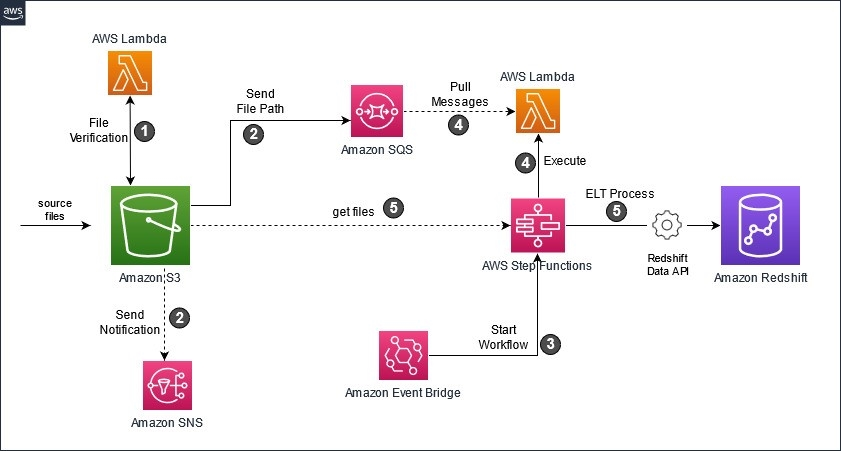 aws
AWS Lambda
File
Verification
1
Send
File Path
2
Amazon SQS
Pull
Messages
4
AWS Lambda
4
Execute
source
files
Amazon S3
get files
5
AWS Step Functions
ELT Process
5
Redshift
Data API
Amazon Redshift
Send
Notification
2
Amazon SNS
Start
Workflow
3
Amazon Event Bridge